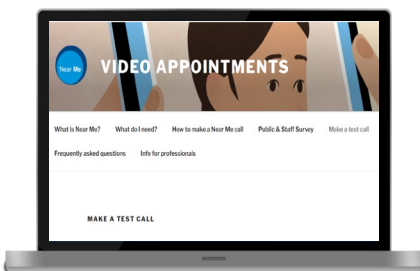 Near Me
VIDEO APPOINTMENTS
What is Near Me? What do I need? How to make a Near Me call Public & Staff Survey Make a test call
Frequently asked questions Info for professionals
MAKE A TEST CALL